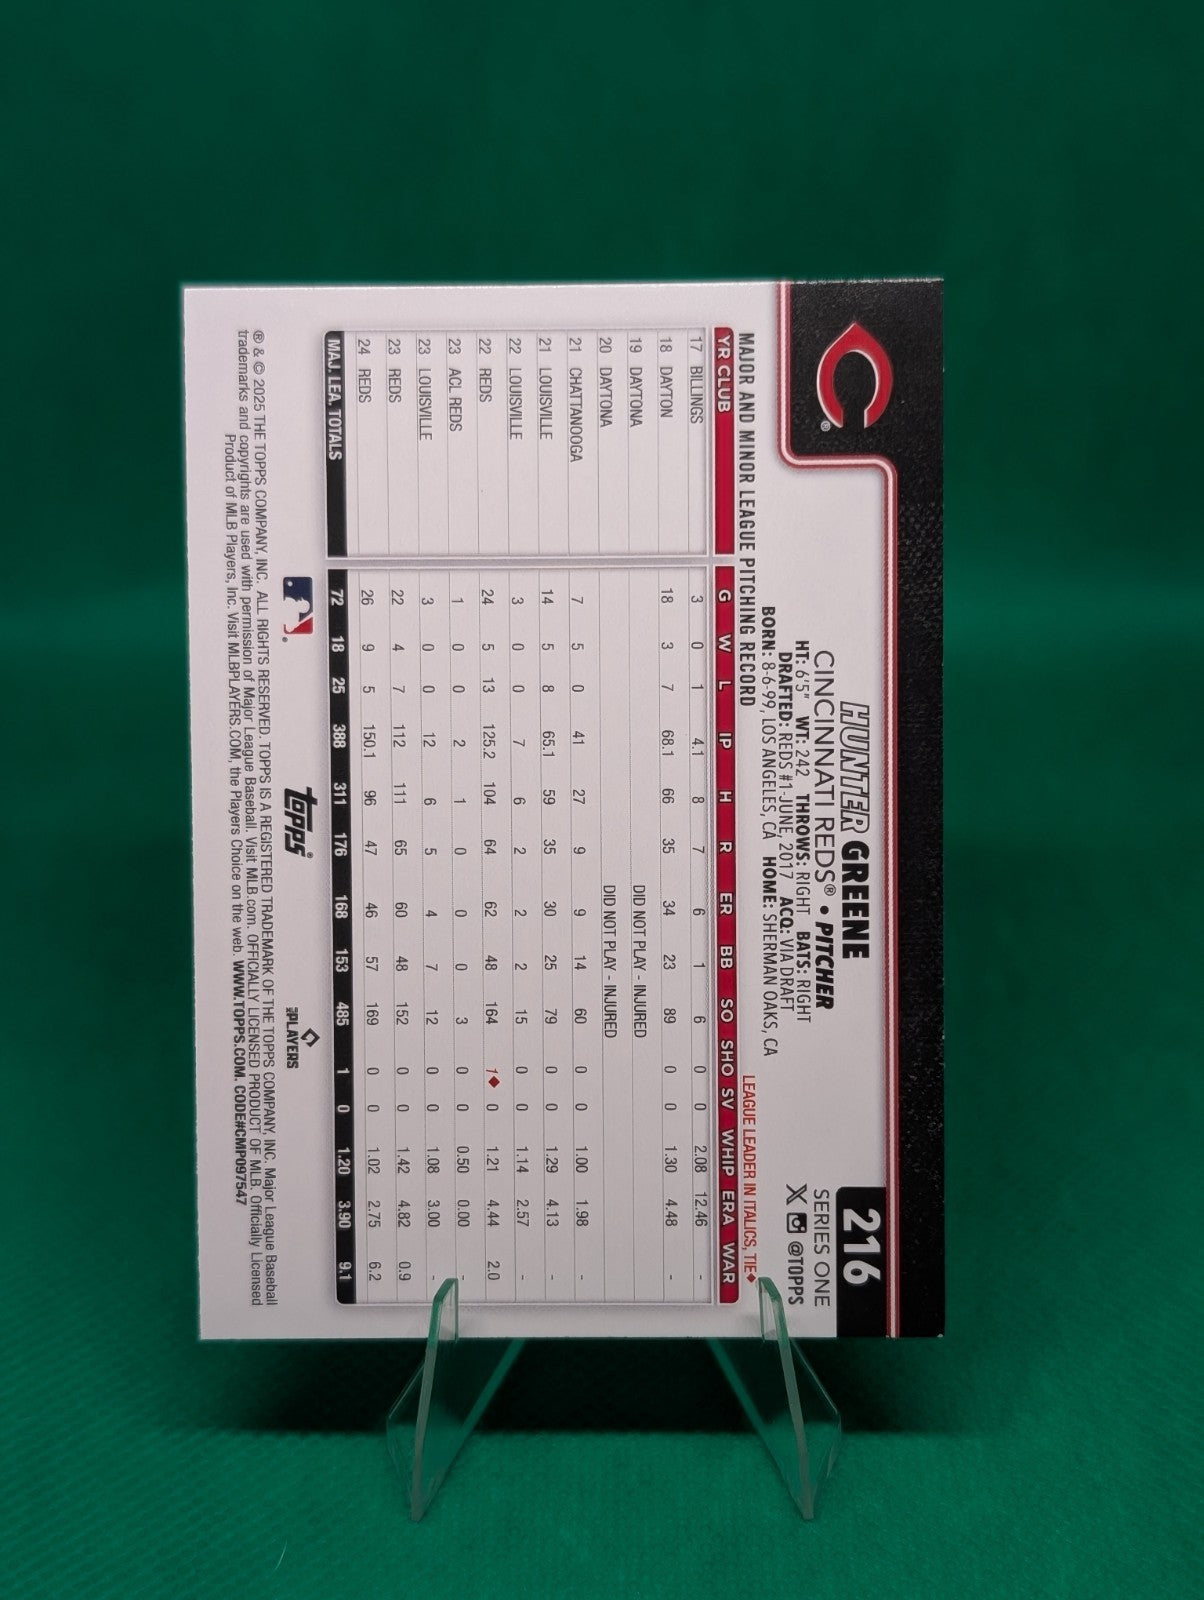 216
SERIES ONE
@TOPPS
HUNTER GREENE
CINCINNATI REDS® • PITCHER
HT: 6'5" WT: 242 THROWS: RIGHT BATS: RIGHT
DRAFTED: REDS #1-JUNE, 2017 ACQ: VIA DRAFT
BORN: 8-6-99, LOS ANGELES, CA HOME: SHERMAN OAKS, CA
MAJOR AND MINOR LEAGUE PITCHING RECORD LEAGUE LEADER IN ITALICS, TIE♦
YR CLUB G W L IP H R ER BB SO SHO SV WHIP ERA WAR
17 BILLINGS 3 0 1 4.1 8 7 6 1 6 0 0 2.08 12.46 -
18 DAYTON 18 3 7 68.1 66 35 34 23 89 0 0 1.30 4.48 -
19 DAYTONA DID NOT PLAY - INJURED
20 DAYTONA DID NOT PLAY - INJURED
21 CHATTANOOGA 7 5 0 41 27 9 9 14 60 0 0 1.00 1.98 -
21 LOUISVILLE 14 5 8 65.1 59 35 30 25 79 0 0 1.29 4.13 -
22 LOUISVILLE 3 0 0 7 6 2 2 2 15 0 0 1.14 2.57 -
22 REDS 24 5 13 125.2 104 64 62 48 164 1♦ 0 1.21 4.44 2.0
23 ACL REDS 1 0 0 2 1 0 0 0 3 0 0 0.50 0.00 -
23 LOUISVILLE 3 0 0 12 6 5 4 7 12 0 0 1.08 3.00 -
23 REDS 22 4 7 112 111 65 60 48 152 0 0 1.42 4.82 0.9
24 REDS 26 9 5 150.1 96 47 46 57 169 0 0 1.02 2.75 6.2
MAJ. LEA. TOTALS 72 18 25 388 311 176 168 153 485 1 0 1.20 3.90 9.1
topps® PLAYERS
® & © 2025 THE TOPPS COMPANY, INC. ALL RIGHTS RESERVED. TOPPS IS A REGISTERED TRADEMARK OF THE TOPPS COMPANY, INC. Major League Baseball
trademarks and copyrights are used with permission of Major League Baseball. Visit MLB.com. OFFICIALLY LICENSED PRODUCT OF MLB. Officially Licensed
Product of MLB Players, Inc. Visit MLBPLAYERS.COM, the Players Choice on the web. WWW.TOPPS.COM. CODE#CMP097547